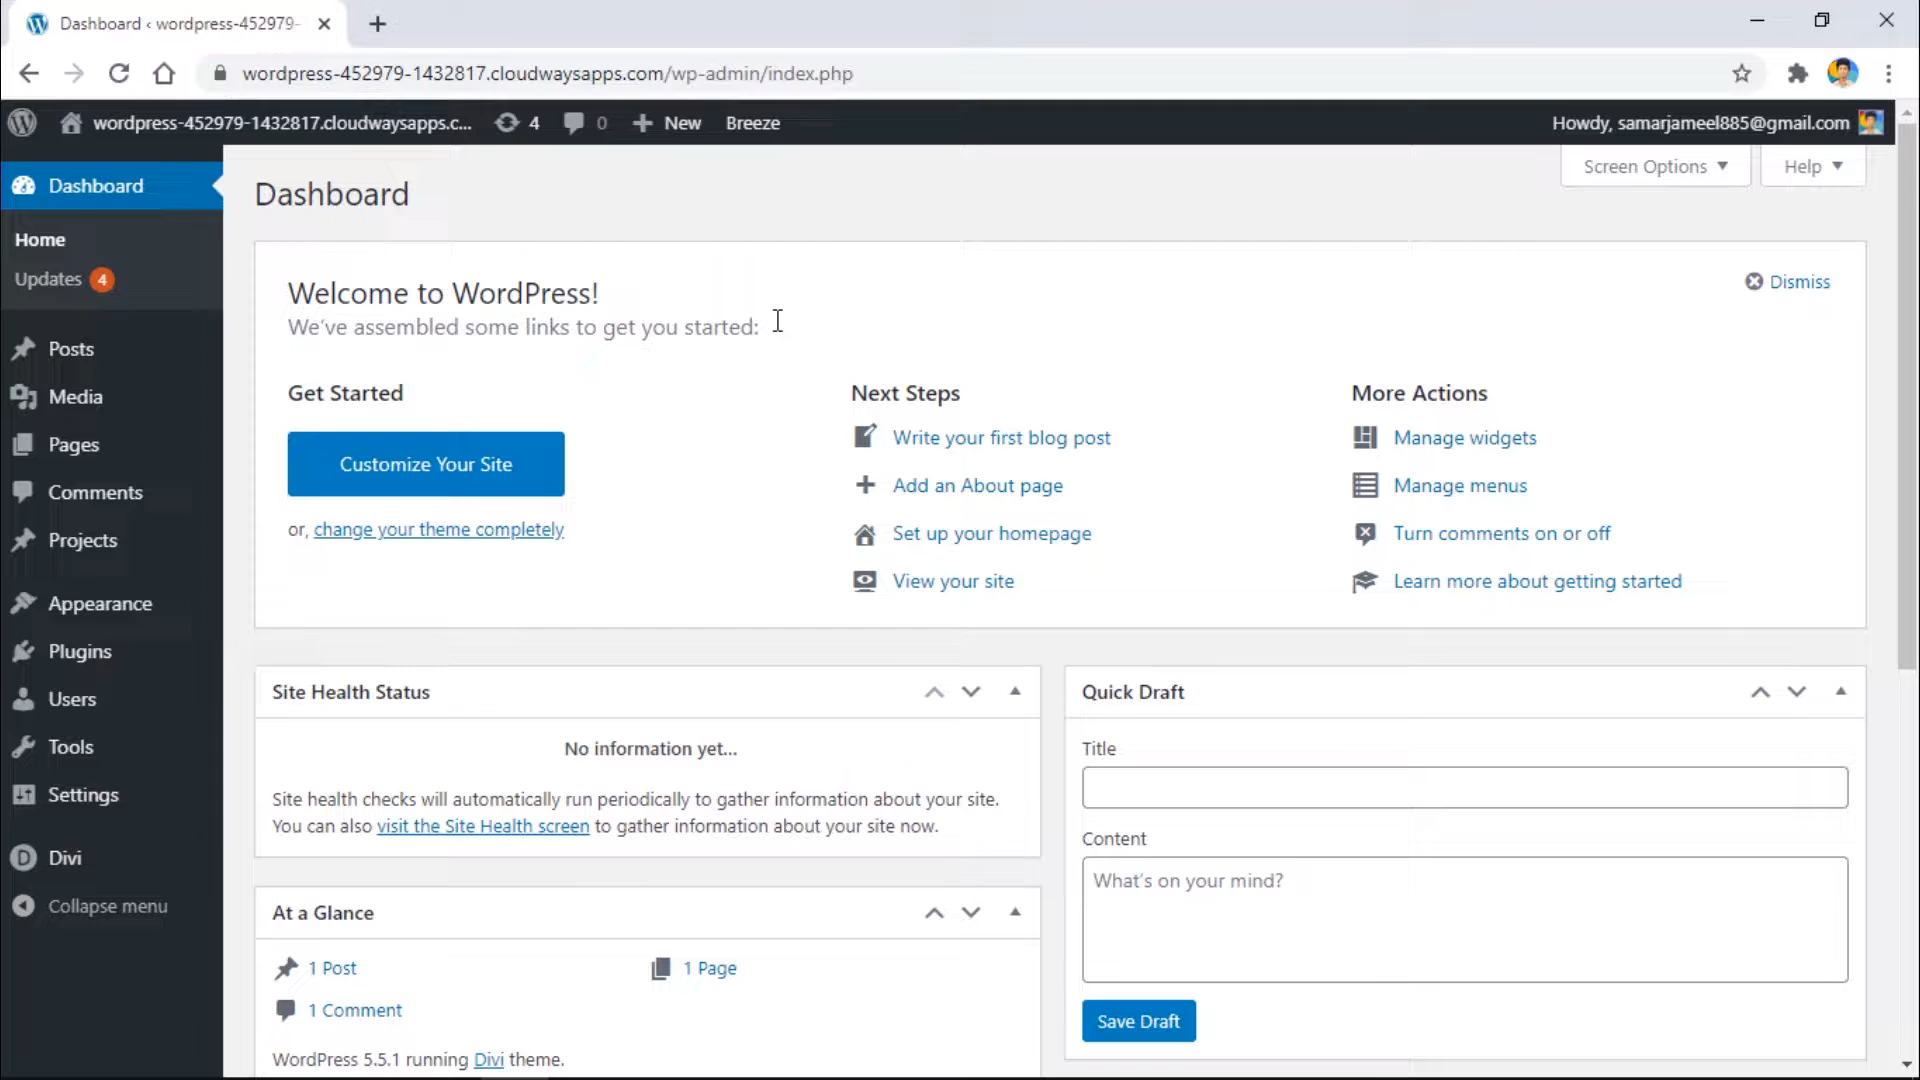 Dashboard ‹ wordpress-452979-
wordpress-452979-1432817.cloudwaysapps.com/wp-admin/index.php
wordpress-452979-1432817.cloudwaysapps.c... 4 0 New Breeze Howdy, samarjameel885@gmail.com
Screen Options Help
Dashboard
Home
Updates 4
Posts
Media
Pages
Comments
Projects
Appearance
Plugins
Users
Tools
Settings
Divi
Collapse menu
Dashboard
Welcome to WordPress!
Dismiss
We've assembled some links to get you started:
Get Started
Customize Your Site
or, change your theme completely
Next Steps
Write your first blog post
Add an About page
Set up your homepage
View your site
More Actions
Manage widgets
Manage menus
Turn comments on or off
Learn more about getting started
Site Health Status
No information yet...
Site health checks will automatically run periodically to gather information about your site.
You can also visit the Site Health screen to gather information about your site now.
At a Glance
1 Post
1 Page
1 Comment
WordPress 5.5.1 running Divi theme.
Quick Draft
Title
Content
What's on your mind?
Save Draft